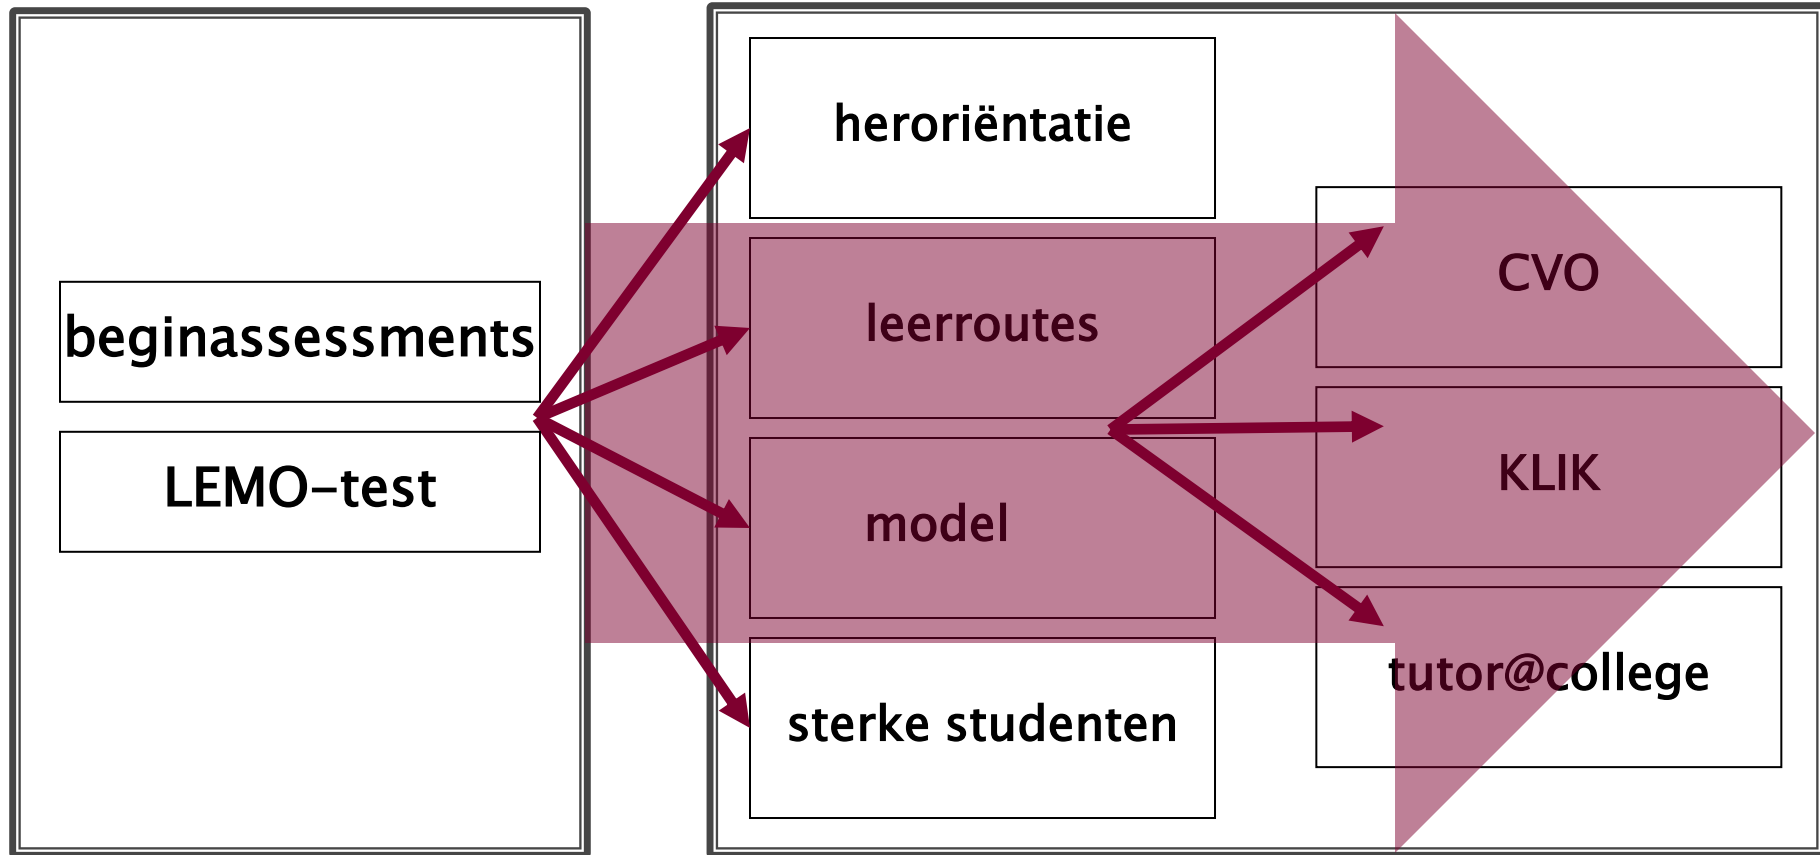 beginassessments
LEMO-test
heroriëntatie
leerroutes
model
sterke studenten
CVO
KLIK
tutor@college